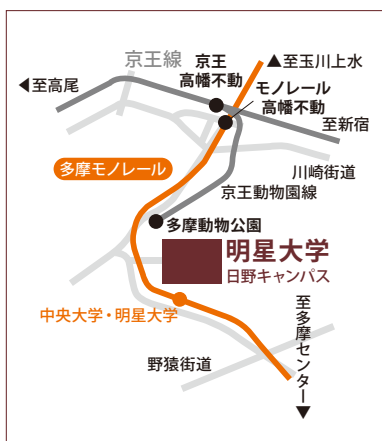 京王線
京王
高幡不動
▲至玉川上水
◀至高尾
モノレール
高幡不動
至新宿
川崎街道
多摩モノレール
京王動物園線
多摩動物公園
明星大学
日野キャンパス
中央大学・明星大学
至多摩センター▼
野猿街道